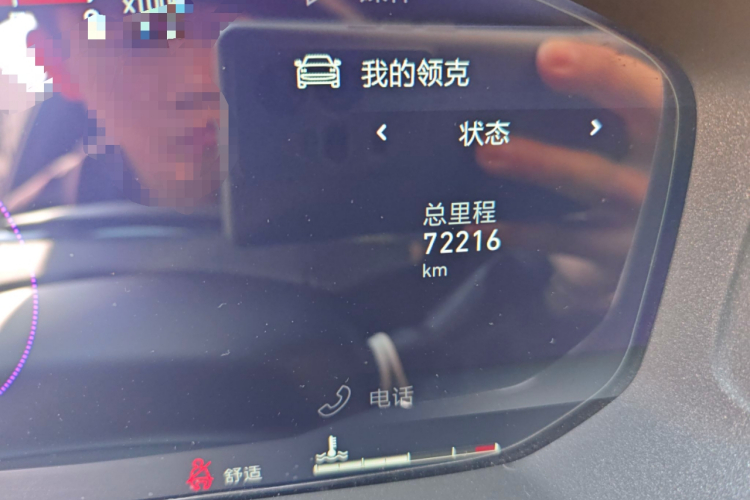 我的领克
状态
总里程
72216
km
电话
舒适